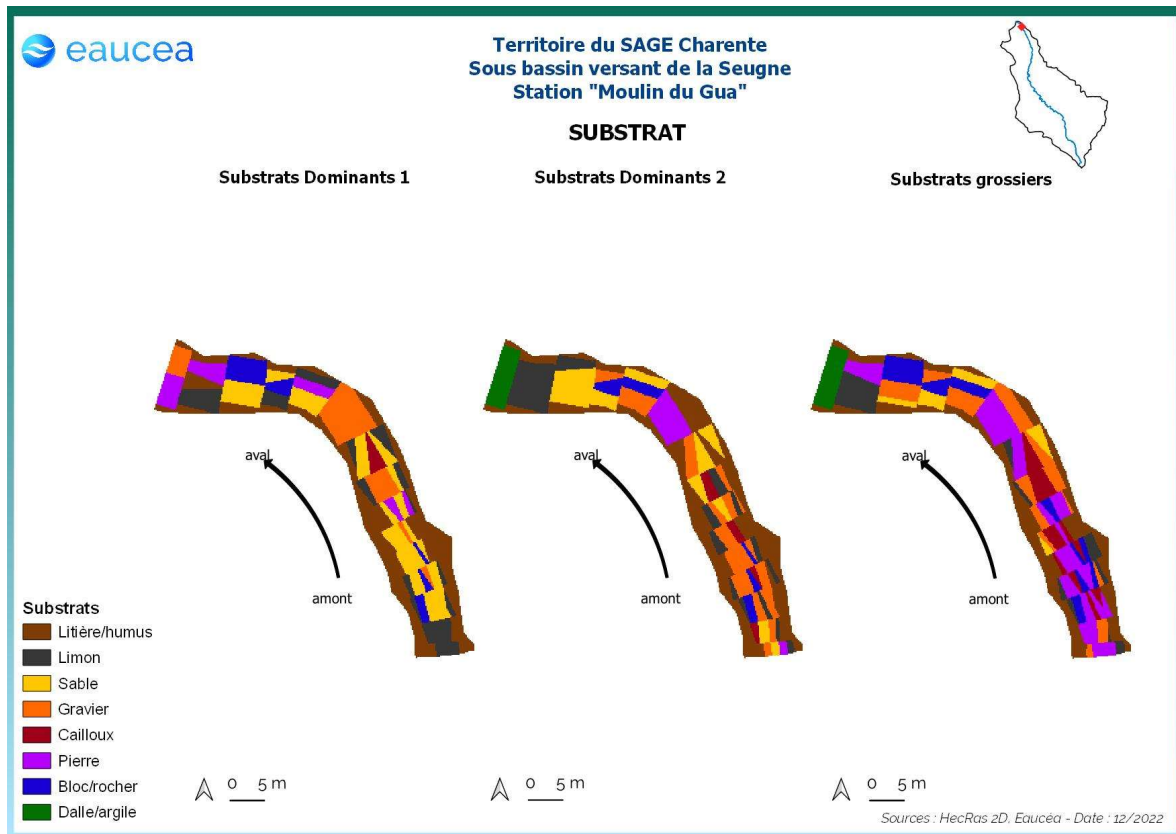 eaucea
Territoire du SAGE Charente
Sous bassin versant de la Seugne
Station "Moulin du Gua"
SUBSTRAT
Substrats Dominants 1
Substrats Dominants 2
Substrats grossiers
aval
amont
aval
amont
aval
amont
Substrats
Litière/humus
Limon
Sable
Gravier
Cailloux
Pierre
Bloc/rocher
Dalle/argile
0 5 m
0 5 m
0 5 m
Sources : HecRas 2D, Eaucéa - Date : 12/2022